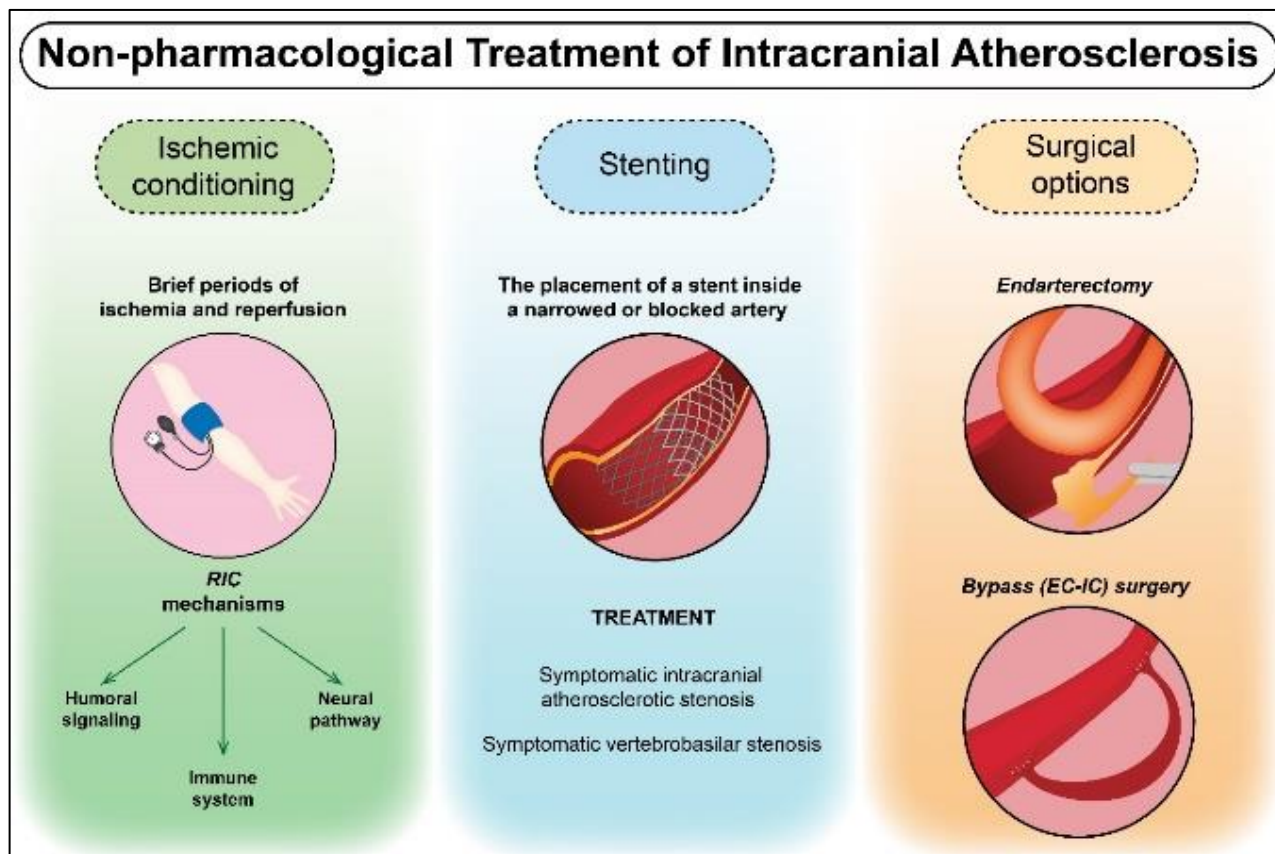 Non-pharmacological Treatment of Intracranial Atherosclerosis
Ischemic
conditioning
Brief periods of
ischemia and reperfusion
RIC
mechanisms
Humoral
signaling
Neural
pathway
Immune
system
Stenting
The placement of a stent inside
a narrowed or blocked artery
TREATMENT
Symptomatic intracranial
atherosclerotic stenosis
Symptomatic vertebrobasilar stenosis
Surgical
options
Endarterectomy
Bypass (EC-IC) surgery